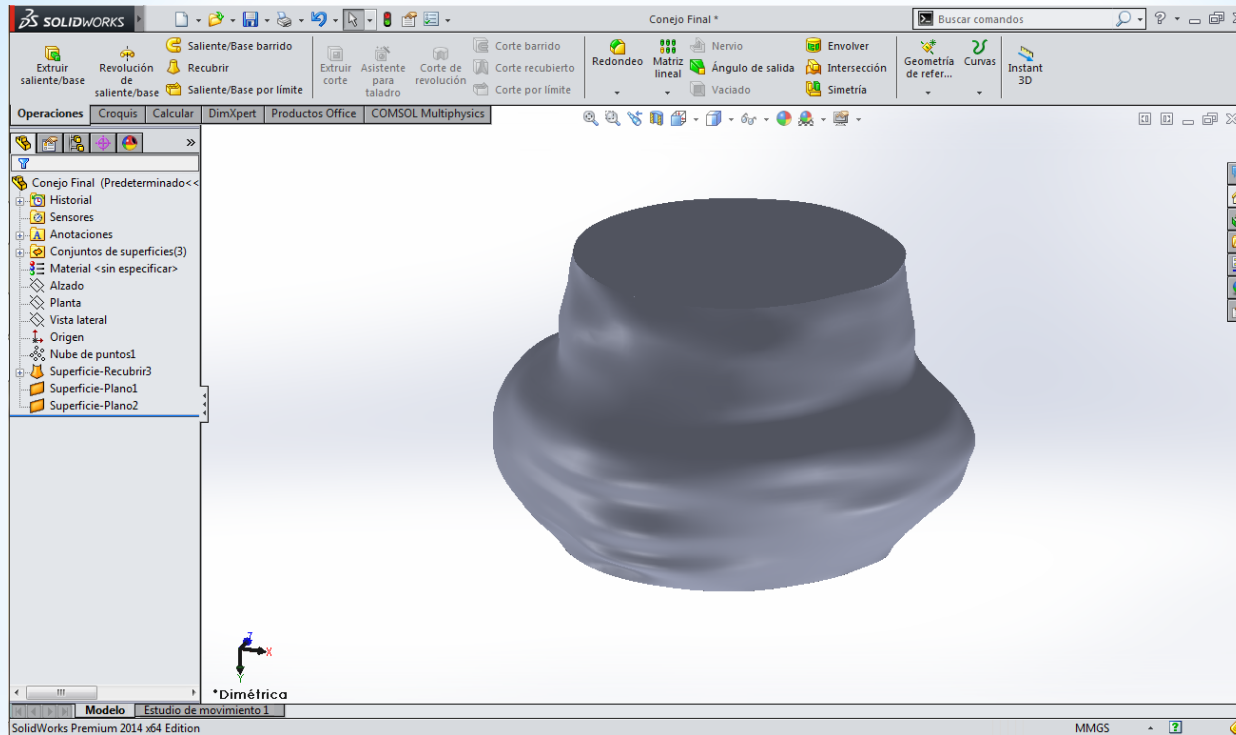 SOLIDWORKS
Conejo Final *
Buscar comandos
Extruir saliente/base
Revolución de saliente/base
Saliente/Base barrido
Recubrir
Saliente/Base por límite
Extruir corte
Asistente para taladro
Corte de revolución
Corte barrido
Corte recubierto
Corte por límite
Redondeo
Matriz lineal
Nervio
Ángulo de salida
Vaciado
Envolver
Intersección
Simetría
Geometría de refer...
Curvas
Instant 3D
Operaciones
Croquis
Calcular
DimXpert
Productos Office
COMSOL Multiphysics
Conejo Final (Predeterminado<<
Historial
Sensores
Anotaciones
Conjuntos de superficies(3)
Material <sin especificar>
Alzado
Planta
Vista lateral
Origen
Nube de puntos1
Superficie-Recubrir3
Superficie-Plano1
Superficie-Plano2
Z
X
Y
*Dimétrica
Modelo
Estudio de movimiento 1
SolidWorks Premium 2014 x64 Edition
MMGS